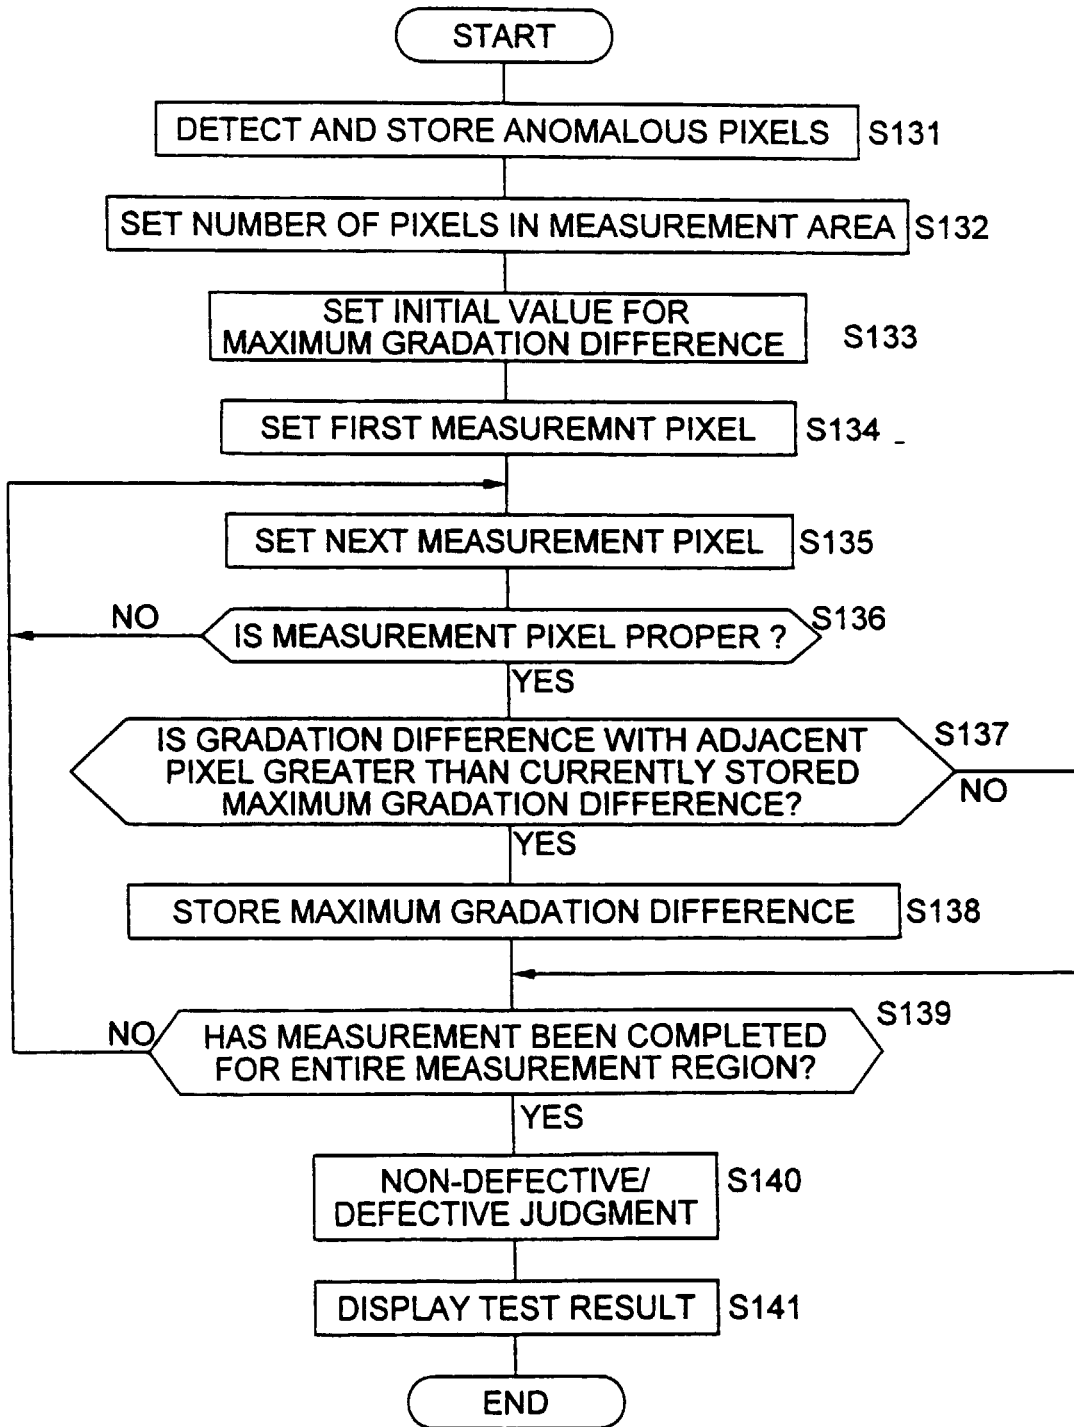 START
DETECT AND STORE ANOMALOUS PIXELS S131
SET NUMBER OF PIXELS IN MEASUREMENT AREA S132
SET INITIAL VALUE FOR
MAXIMUM GRADATION DIFFERENCE S133
SET FIRST MEASUREMNT PIXEL S134
SET NEXT MEASUREMENT PIXEL S135
NO
IS MEASUREMENT PIXEL PROPER ? S136
YES
IS GRADATION DIFFERENCE WITH ADJACENT S137
PIXEL GREATER THAN CURRENTLY STORED
MAXIMUM GRADATION DIFFERENCE? NO
YES
STORE MAXIMUM GRADATION DIFFERENCE S138
S139
NO HAS MEASUREMENT BEEN COMPLETED
FOR ENTIRE MEASUREMENT REGION?
YES
NON-DEFECTIVE/ S140
DEFECTIVE JUDGMENT
DISPLAY TEST RESULT S141
END